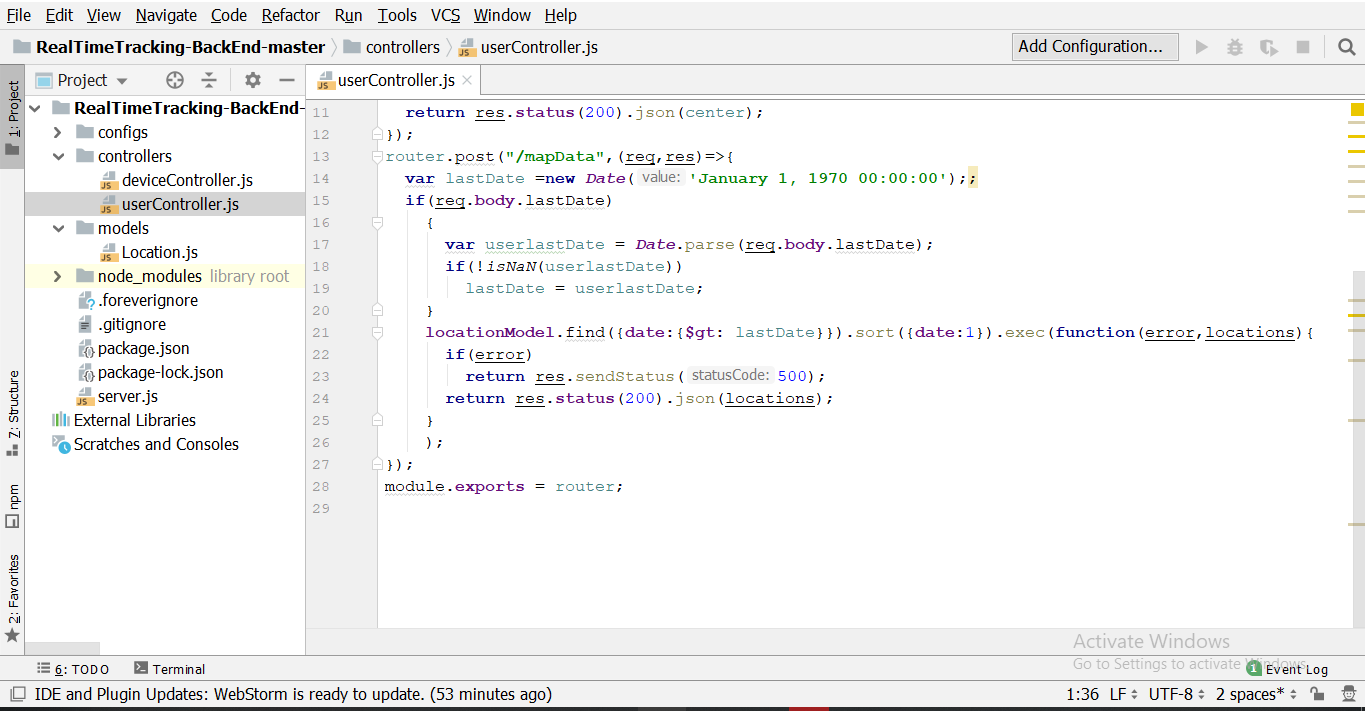 File Edit View Navigate Code Refactor Run Tools VCS Window Help
RealTimeTracking-BackEnd-master controllers userController.js Add Configuration...
1: Project
Project
userController.js
RealTimeTracking-BackEnd-
configs
controllers
deviceController.js
userController.js
models
Location.js
node_modules library root
.foreverignore
.gitignore
package.json
package-lock.json
server.js
External Libraries
Scratches and Consoles
7: Structure
npm
2: Favorites
11 return res.status(200).json(center);
12 });
13 router.post("/mapData",(req,res)=>{
14 var lastDate =new Date( value: 'January 1, 1970 00:00:00');;
15 if(req.body.lastDate)
16 {
17 var userlastDate = Date.parse(req.body.lastDate);
18 if(!isNaN(userlastDate))
19 lastDate = userlastDate;
20 }
21 locationModel.find({date:{$gt: lastDate}}).sort({date:1}).exec(function(error,locations){
22 if(error)
23 return res.sendStatus( statusCode: 500);
24 return res.status(200).json(locations);
25 }
26 );
27 });
28 module.exports = router;
29
Activate Windows
Go to Settings to activate Windows.
6: TODO Terminal Event Log
IDE and Plugin Updates: WebStorm is ready to update. (53 minutes ago) 1:36 LF UTF-8 2 spaces*